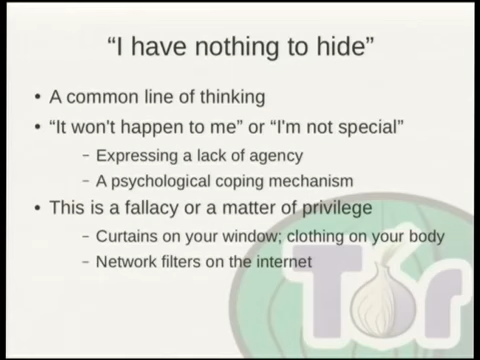 “I have nothing to hide”
• A common line of thinking
• “It won't happen to me” or “I'm not special”
– Expressing a lack of agency
– A psychological coping mechanism
• This is a fallacy or a matter of privilege
– Curtains on your window; clothing on your body
– Network filters on the internet
Tor